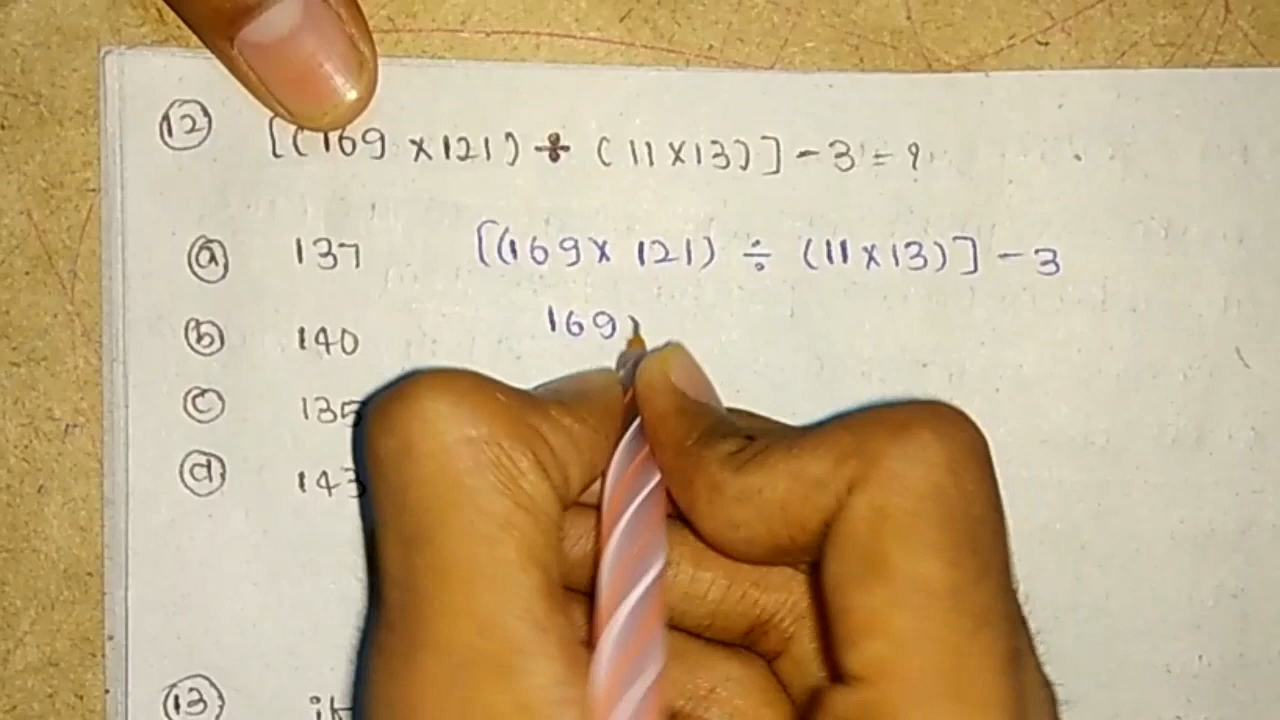 12 [(169 × 121) ÷ (11 × 13)] - 3 = ?
a 137 [(169 × 121) ÷ (11 × 13)] - 3
169
b 140
c 135
d 143
13